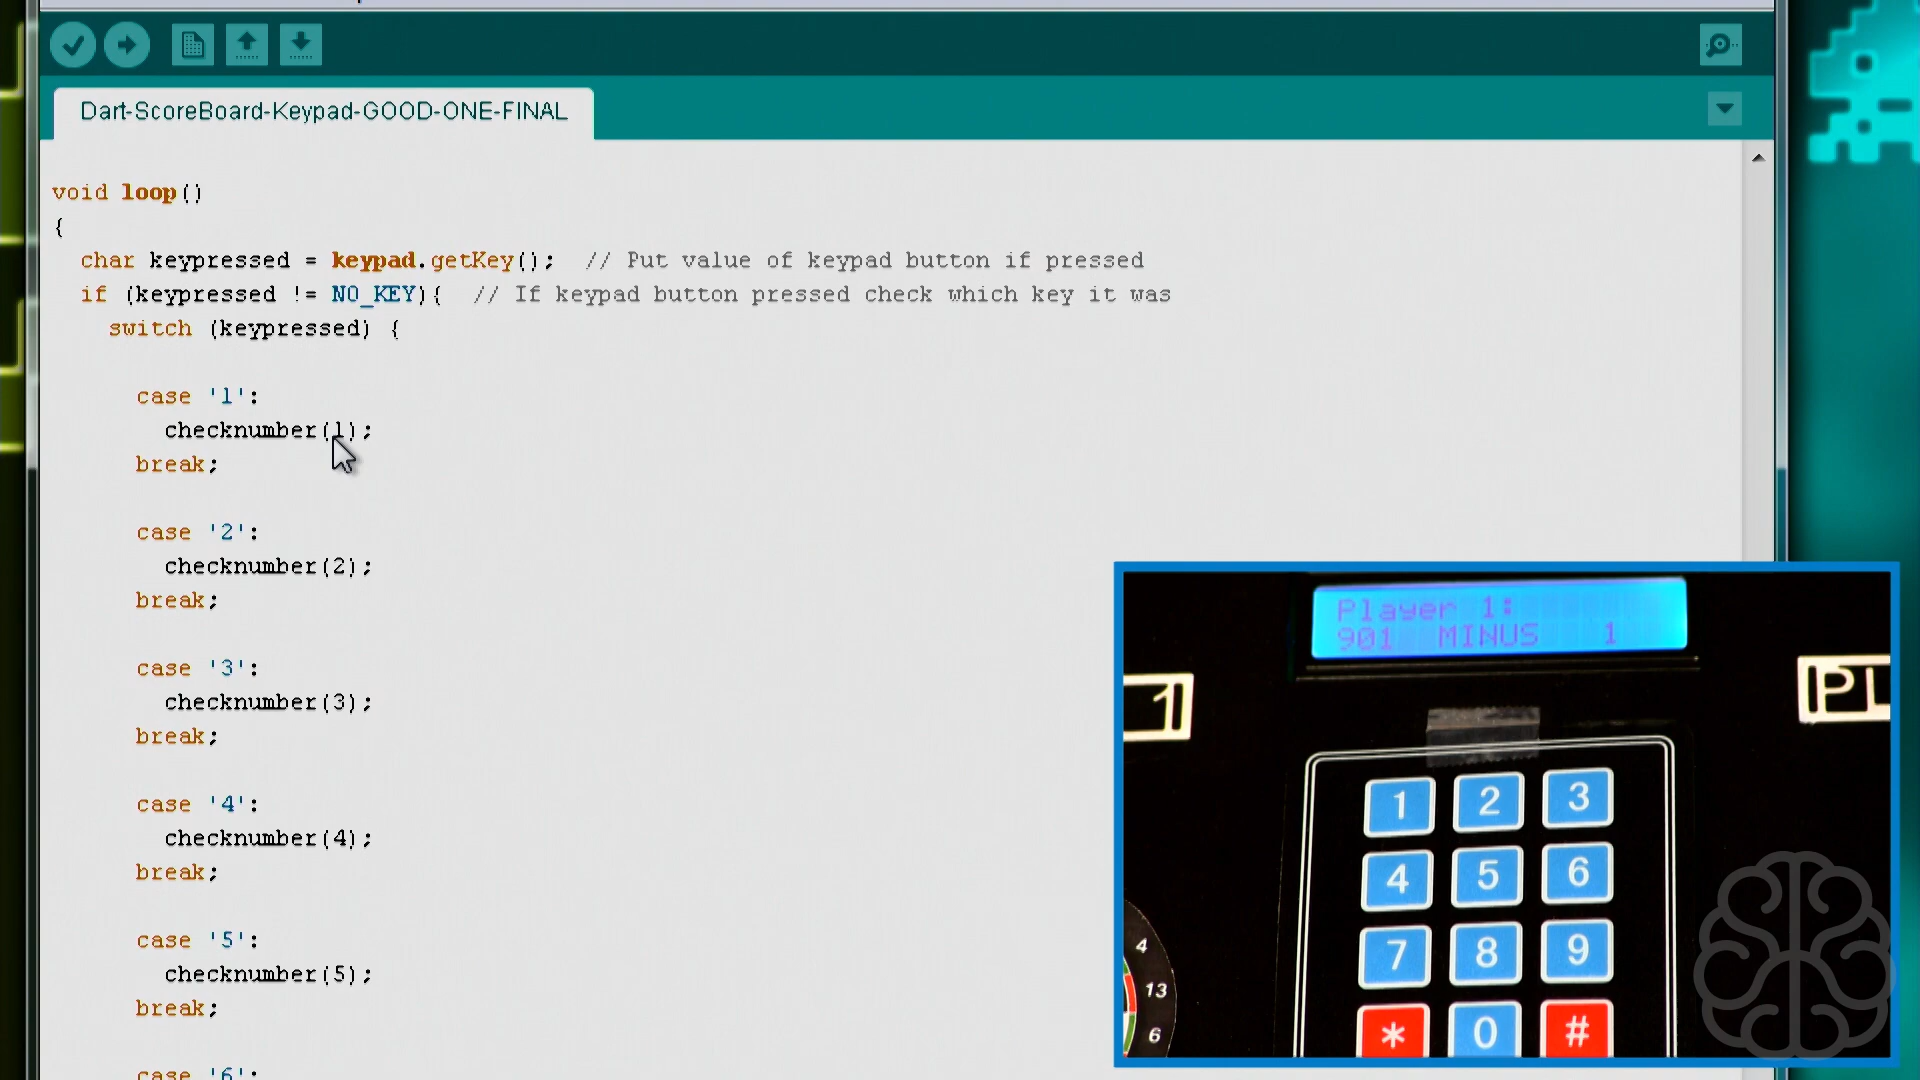 Dart-ScoreBoard-Keypad-GOOD-ONE-FINAL
void loop()
{
char keypressed = keypad.getKey();  // Put value of keypad button if pressed
if (keypressed != NO_KEY){  // If keypad button pressed check which key it was
switch (keypressed) {
case '1':
checknumber(1);
break;
case '2':
checknumber(2);
break;
case '3':
checknumber(3);
break;
case '4':
checknumber(4);
break;
case '5':
checknumber(5);
break;
case '6':
Player 1:
901 MINUS 1
1
PL
1 2 3
4 5 6
7 8 9
* 0 #
4
13
6